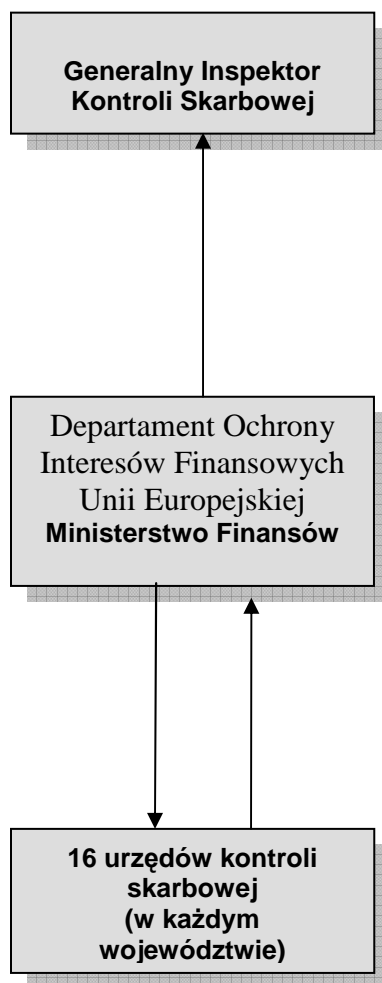 Generalny Inspektor
Kontroli Skarbowej
Departament Ochrony
Interesów Finansowych
Unii Europejskiej
Ministerstwo Finansów
16 urzędów kontroli
skarbowej
(w każdym
województwie)